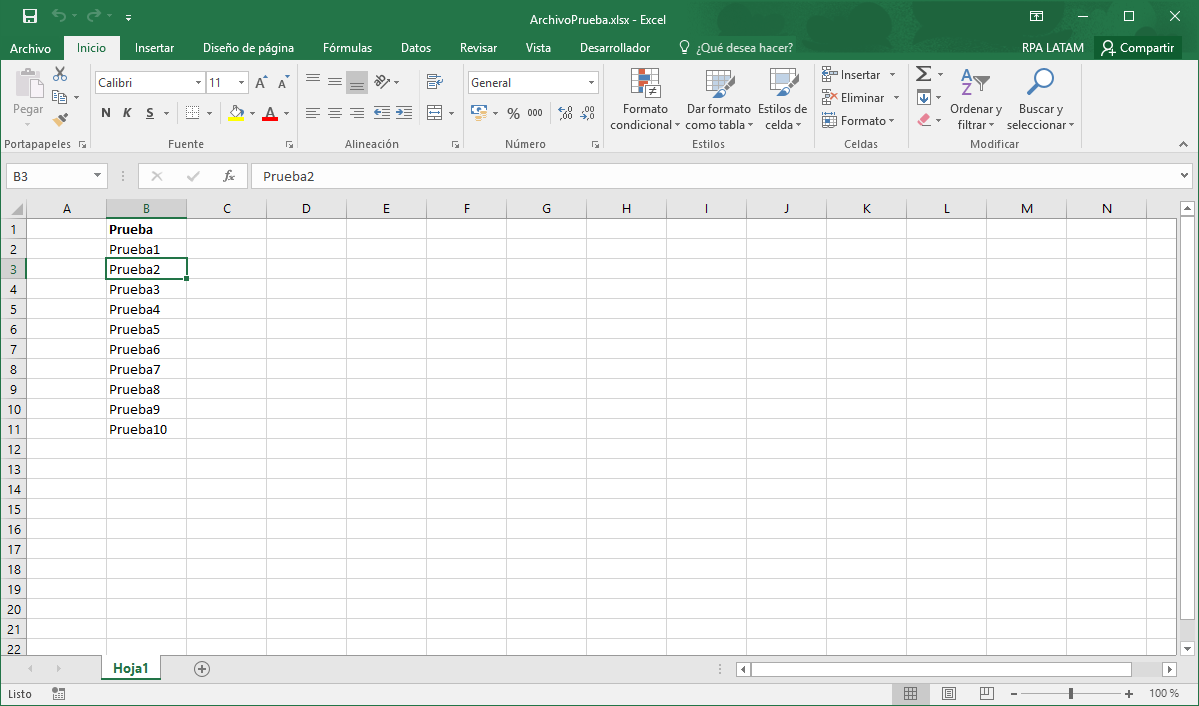 ArchivoPrueba.xlsx - Excel
Archivo Inicio Insertar Diseño de página Fórmulas Datos Revisar Vista Desarrollador ¿Qué desea hacer? RPA LATAM Compartir
Pegar
Portapapeles
Calibri 11
N K S A
Fuente
Alineación
General
% 000
Número
Formato condicional
Dar formato como tabla
Estilos de celda
Estilos
Insertar
Eliminar
Formato
Celdas
Ordenar y filtrar
Buscar y seleccionar
Modificar
B3 fx Prueba2
A B C D E F G H I J K L M N
1 Prueba
2 Prueba1
3 Prueba2
4 Prueba3
5 Prueba4
6 Prueba5
7 Prueba6
8 Prueba7
9 Prueba8
10 Prueba9
11 Prueba10
12
13
14
15
16
17
18
19
20
21
22
Hoja1
Listo 100 %